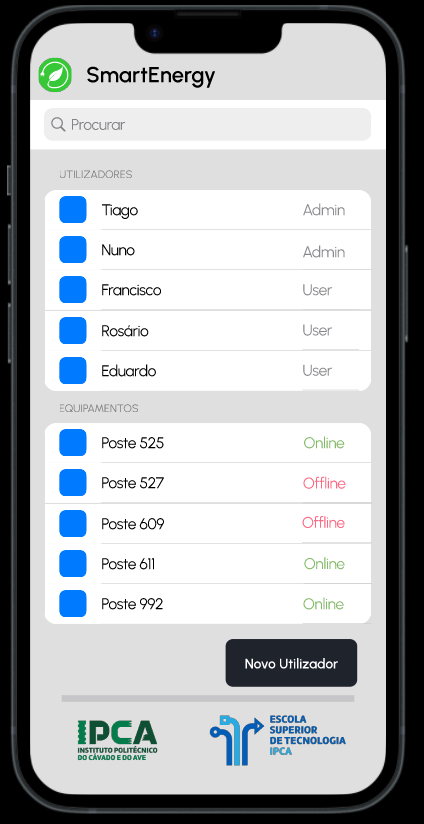 SmartEnergy
Procurar
UTILIZADORES
Tiago Admin
Nuno Admin
Francisco User
Rosário User
Eduardo User
EQUIPAMENTOS
Poste 525 Online
Poste 527 Offline
Poste 609 Offline
Poste 611 Online
Poste 992 Online
Novo Utilizador
IPCA
INSTITUTO POLITÉCNICO
DO CÁVADO E DO AVE
ESCOLA
SUPERIOR
DE TECNOLOGIA
IPCA